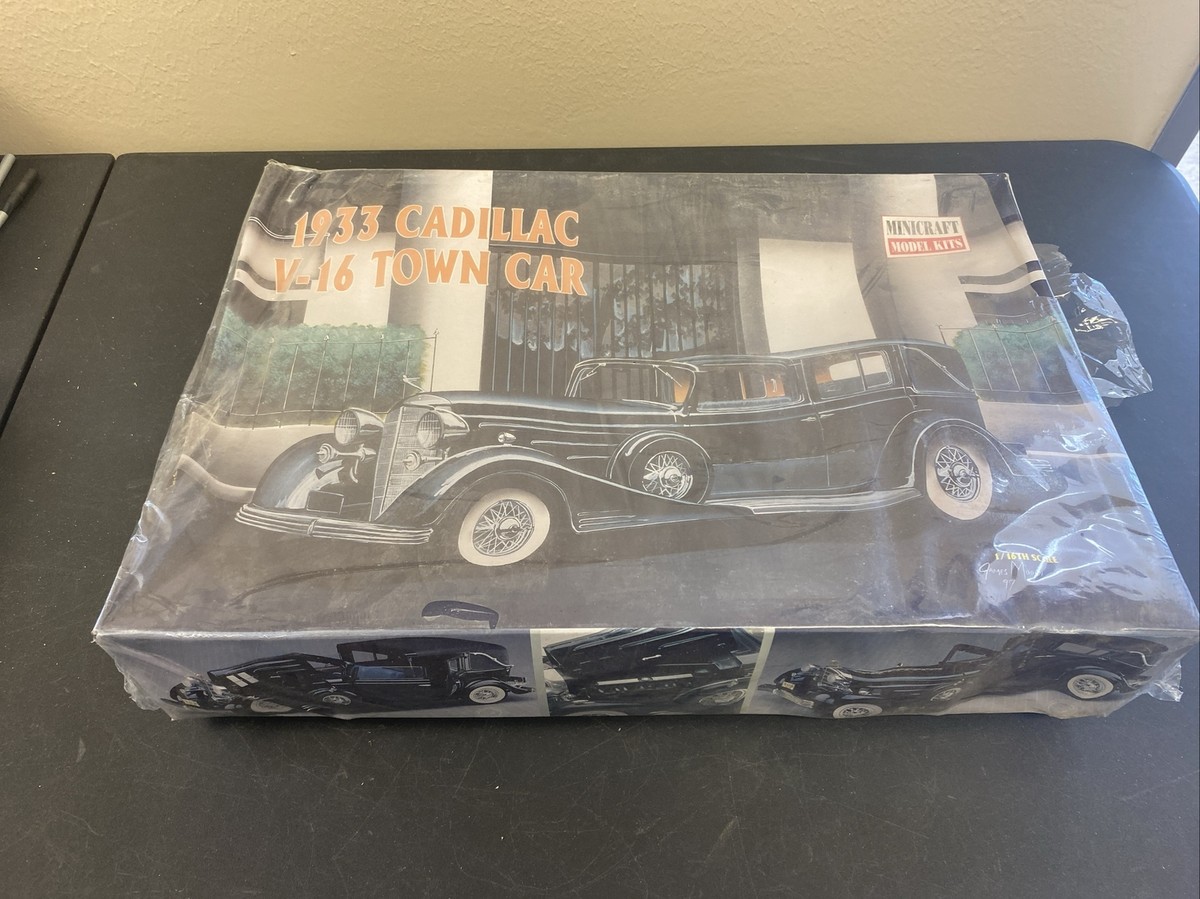 1933 CADILLAC
V-16 TOWN CAR
MINICRAFT
MODEL KITS
1/16TH SCALE